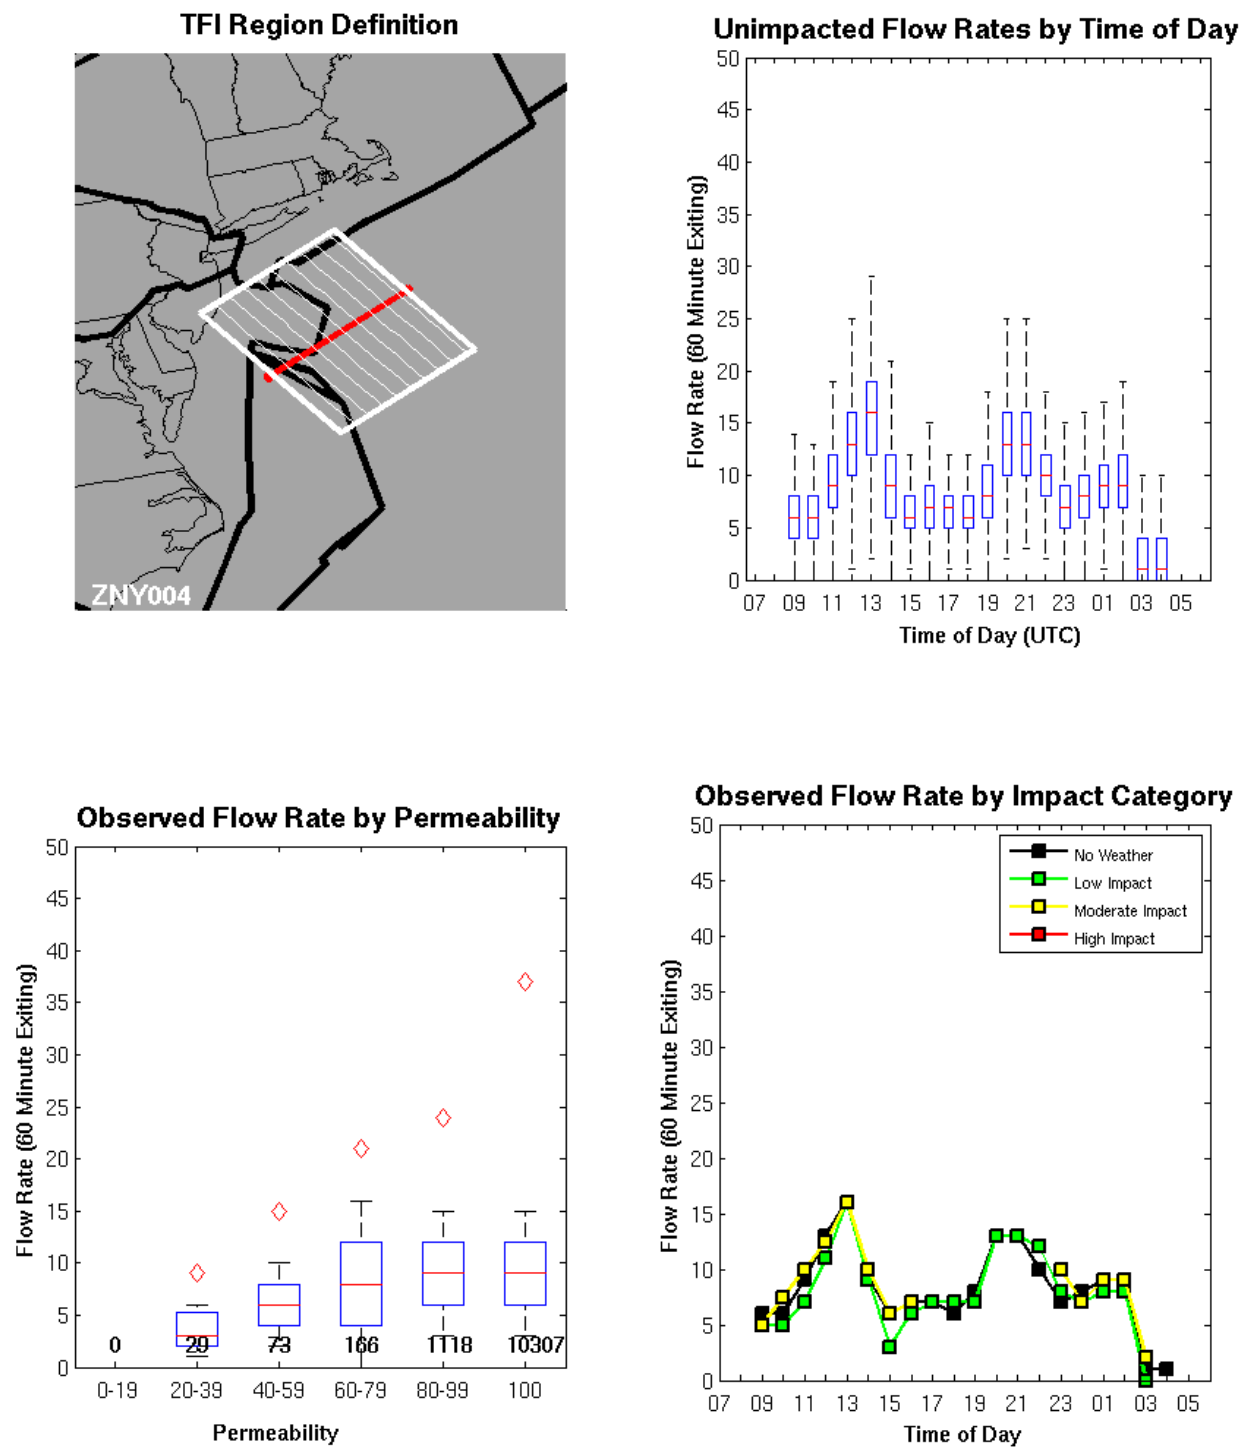 TFI Region Definition
ZNY004
Unimpacted Flow Rates by Time of Day
Flow Rate (60 Minute Exiting)
50
45
40
35
30
25
20
15
10
5
0
07 09 11 13 15 17 19 21 23 01 03 05
Time of Day (UTC)
Observed Flow Rate by Permeability
Flow Rate (60 Minute Exiting)
50
45
40
35
30
25
20
15
10
5
0
0 29 73 166 1118 10307
0-19 20-39 40-59 60-79 80-99 100
Permeability
Observed Flow Rate by Impact Category
Flow Rate (60 Minute Exiting)
50
45
40
35
30
25
20
15
10
5
0
No Weather
Low Impact
Moderate Impact
High Impact
07 09 11 13 15 17 19 21 23 01 03 05
Time of Day